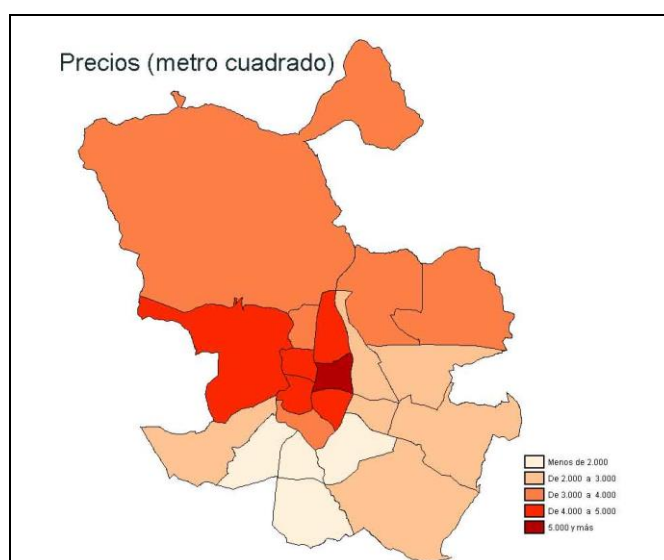 Precios (metro cuadrado)
Menos de 2.000
De 2.000 a 3.000
De 3.000 a 4.000
De 4.000 a 5.000
5.000 y más